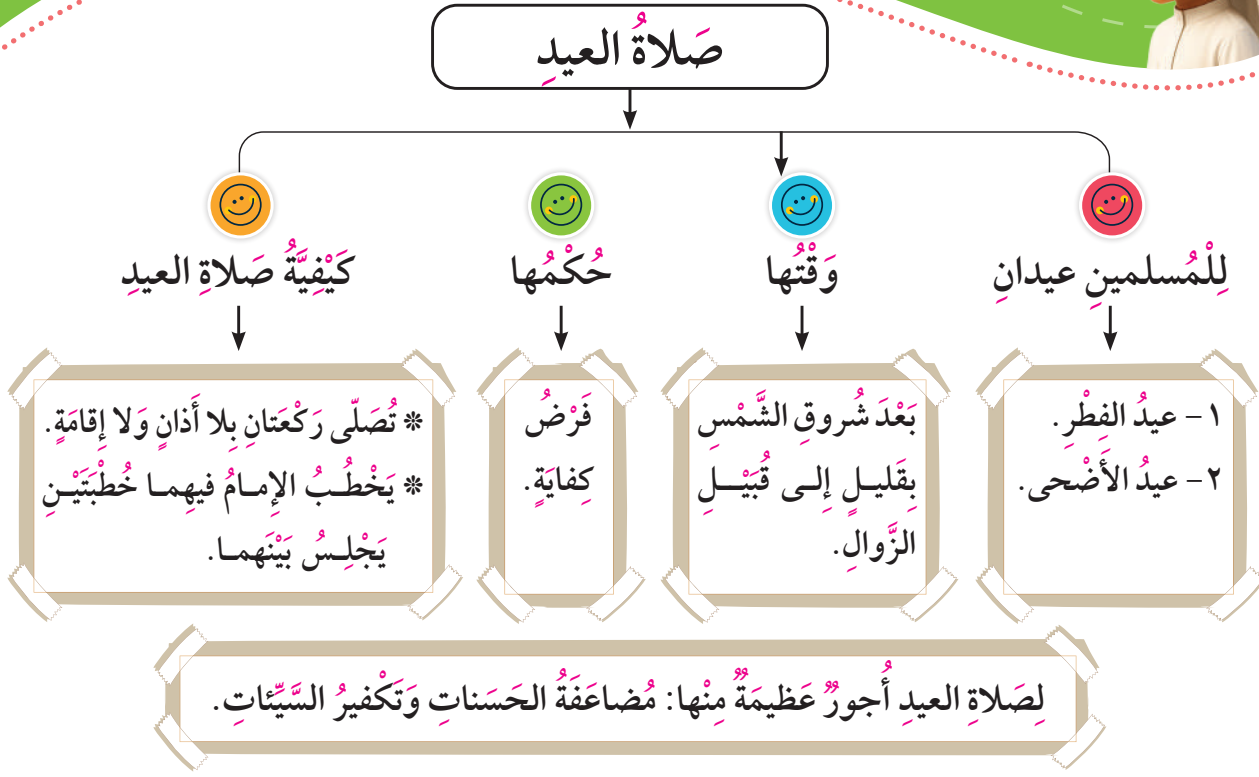 صَلاةُ العيدِ
لِلْمُسلمينِ عيدانِ
١ - عيدُ الفِطْرِ.
٢ - عيدُ الأَضْحى.
وَقْتُها
بَعْدَ شُروقِ الشَّمْسِ
بِقَليلٍ إِلى قُبَيْلِ
الزَّوالِ.
حُكْمُها
فَرْضُ
كِفايَةٍ.
كَيْفِيَّةُ صَلاةِ العيدِ
* تُصَلّى رَكْعَتانِ بِلا أَذانٍ وَلا إِقامَةٍ.
* يَخْطُبُ الإِمامُ فيهِما خُطْبَتَيْنِ
يَجْلِسُ بَيْنَهما.
لِصَلاةِ العيدِ أُجورٌ عَظيمَةٌ مِنْها: مُضاعَفَةُ الحَسَناتِ وَتَكْفيرُ السَّيِّئاتِ.